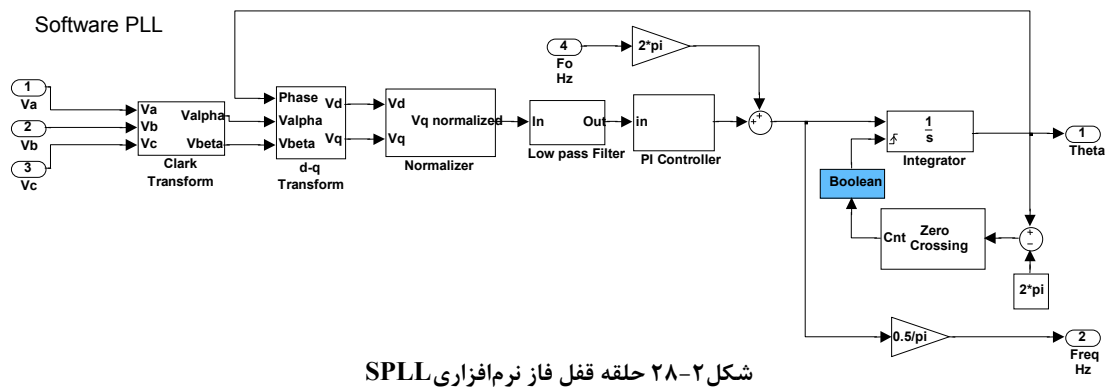 Software PLL
1
Va
2
Vb
3
Vc
Va
Vb
Vc
Valpha
Vbeta
Clark
Transform
Phase
Valpha
Vbeta
Vd
Vq
d-q
Transform
Vd
Vq
Vq normalized
Normalizer
In
Out
Low pass Filter
in
PI Controller
4
Fo
Hz
2*pi
+
+
1
s
Integrator
1
Theta
Boolean
Cnt
Zero
Crossing
+
−
2*pi
0.5/pi
2
Freq
Hz
شکل۲-۲۸ حلقه قفل فاز نرم‌افزاری SPLL